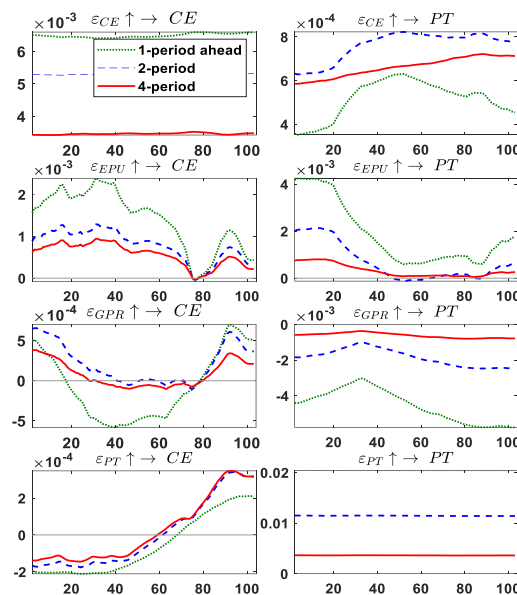 ×10⁻³ ε_CE ↑→ CE
6
5
4
3
1-period ahead
2-period
4-period
20 40 60 80 100
×10⁻⁴ ε_CE ↑→ PT
8
6
4
20 40 60 80 100
×10⁻³ ε_EPU ↑→ CE
2
1
0
20 40 60 80 100
×10⁻³ ε_EPU ↑→ PT
4
2
0
20 40 60 80 100
×10⁻⁴ ε_GPR ↑→ CE
5
0
-5
20 40 60 80 100
×10⁻³ ε_GPR ↑→ PT
0
-2
-4
20 40 60 80 100
×10⁻⁴ ε_PT ↑→ CE
2
0
-2
20 40 60 80 100
ε_PT ↑→ PT
0.02
0.01
0
20 40 60 80 100